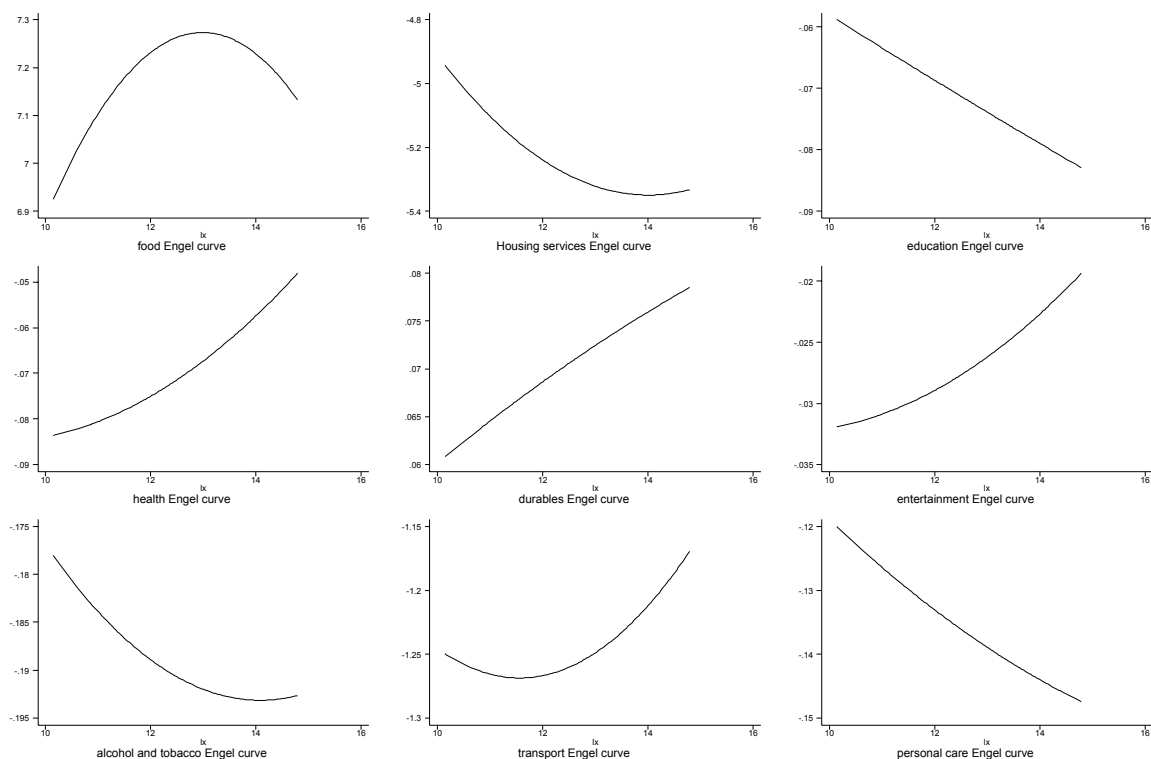 7.3
7.2
7.1
7
6.9
10 12 14 16
lx
food Engel curve
-4.8
-5
-5.2
-5.4
10 12 14 16
lx
Housing services Engel curve
-.06
-.07
-.08
-.09
10 12 14 16
lx
education Engel curve
-.05
-.06
-.07
-.08
-.09
10 12 14 16
lx
health Engel curve
.08
.075
.07
.065
.06
10 12 14 16
lx
durables Engel curve
-.02
-.025
-.03
-.035
10 12 14 16
lx
entertainment Engel curve
-.175
-.18
-.185
-.19
-.195
10 12 14 16
lx
alcohol and tobacco Engel curve
-1.15
-1.2
-1.25
-1.3
10 12 14 16
lx
transport Engel curve
-.12
-.13
-.14
-.15
10 12 14 16
lx
personal care Engel curve